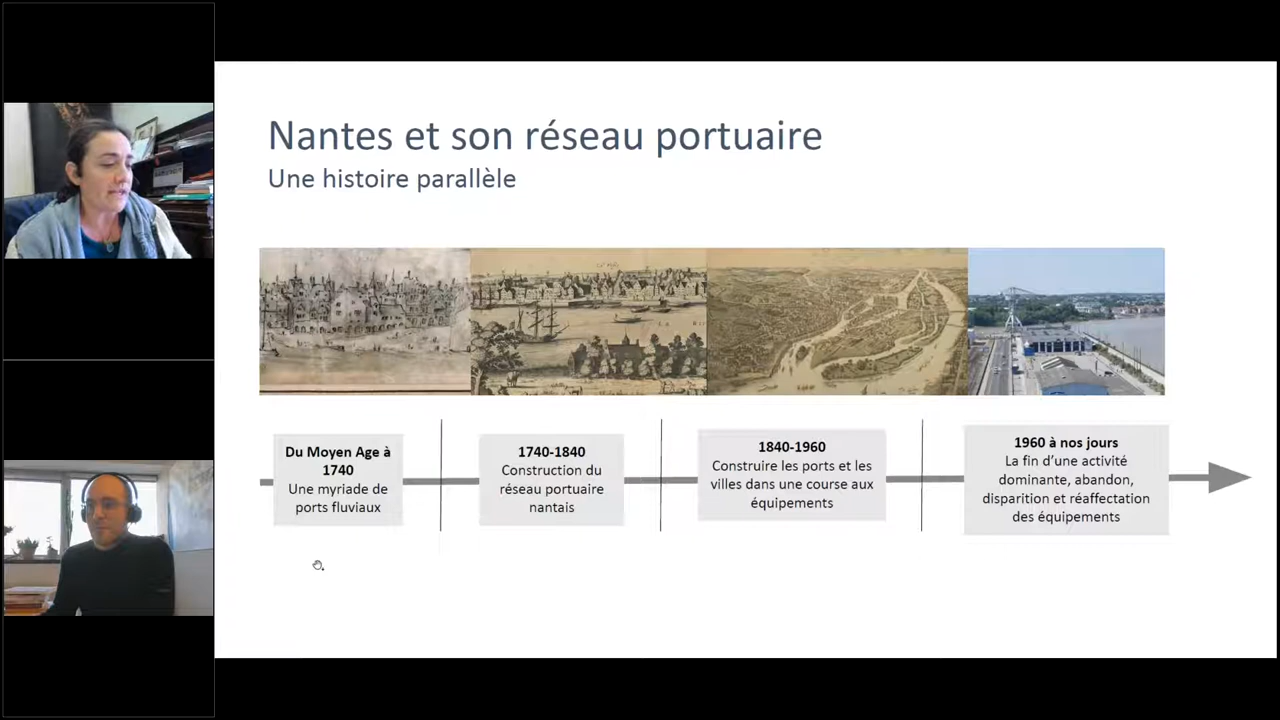 Nantes et son réseau portuaire
Une histoire parallèle
Du Moyen Age à
1740
Une myriade de
ports fluviaux
1740-1840
Construction du
réseau portuaire
nantais
1840-1960
Construire les ports et les
villes dans une course aux
équipements
1960 à nos jours
La fin d’une activité
dominante, abandon,
disparition et réaffectation
des équipements